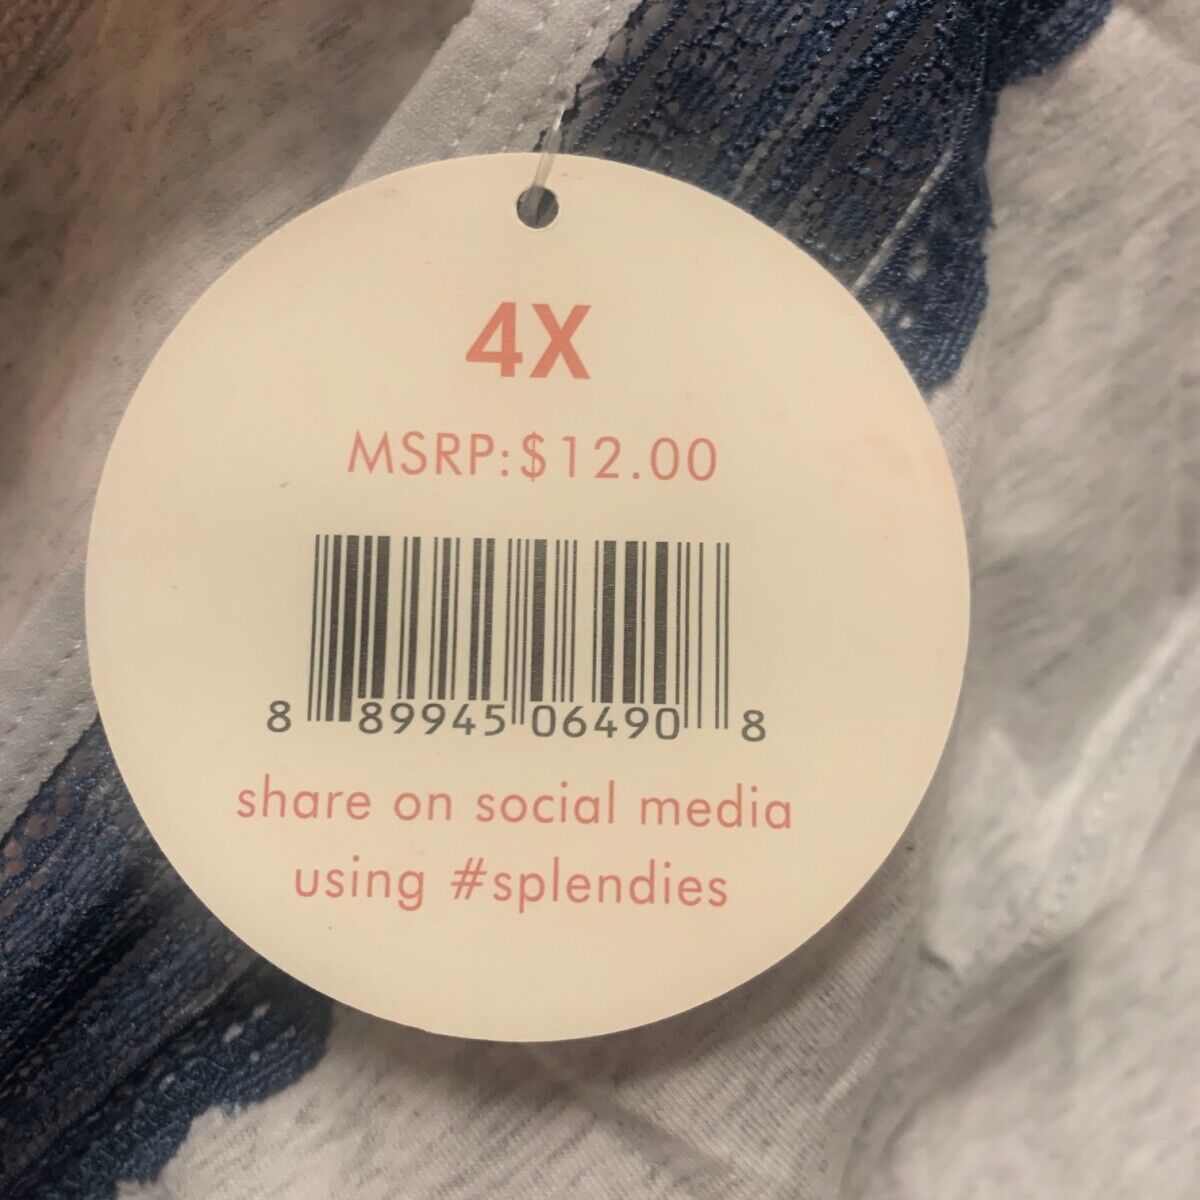 4X
MSRP:$12.00
8 89945 06490 8
share on social media
using #splendies